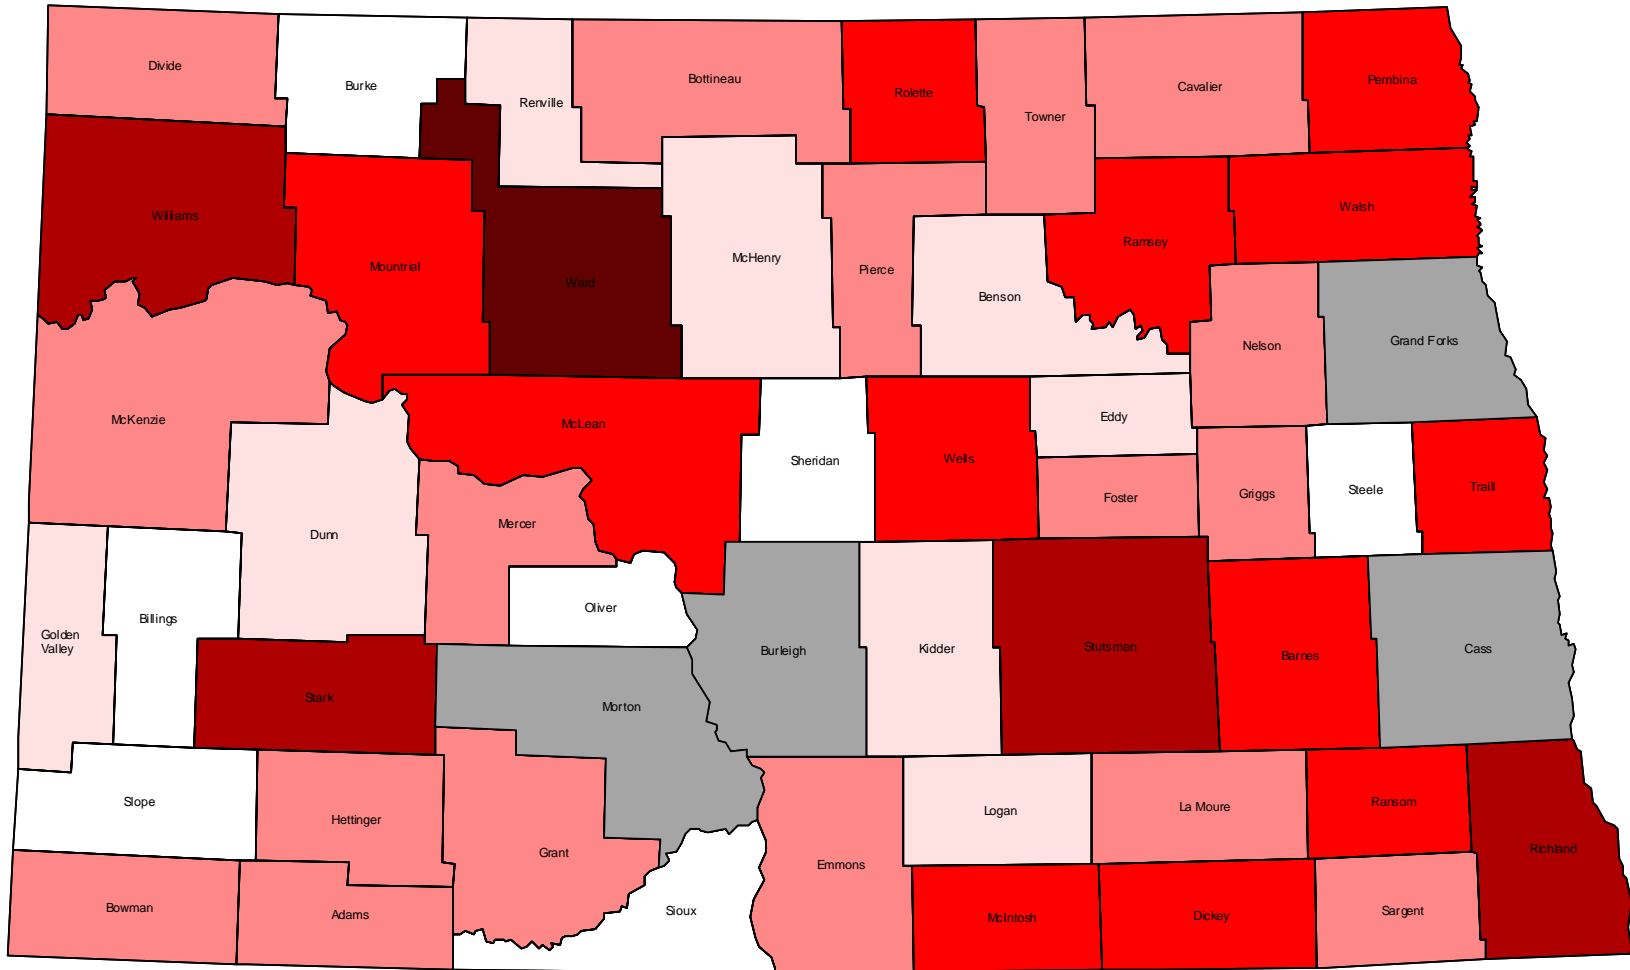 Divide
Burke
Renville
Bottineau
Rolette
Towner
Cavalier
Pembina
Williams
Mountrial
Ward
McHenry
Pierce
Benson
Ramsey
Walsh
Nelson
Grand Forks
McKenzie
McLean
Sheridan
Wells
Eddy
Foster
Griggs
Steele
Traill
Dunn
Mercer
Oliver
Golden
Valley
Billings
Stark
Morton
Burleigh
Kidder
Stutsman
Barnes
Cass
Slope
Hettinger
Grant
Emmons
Logan
La Moure
Ransom
Richland
Bowman
Adams
Sioux
McIntosh
Dickey
Sargent